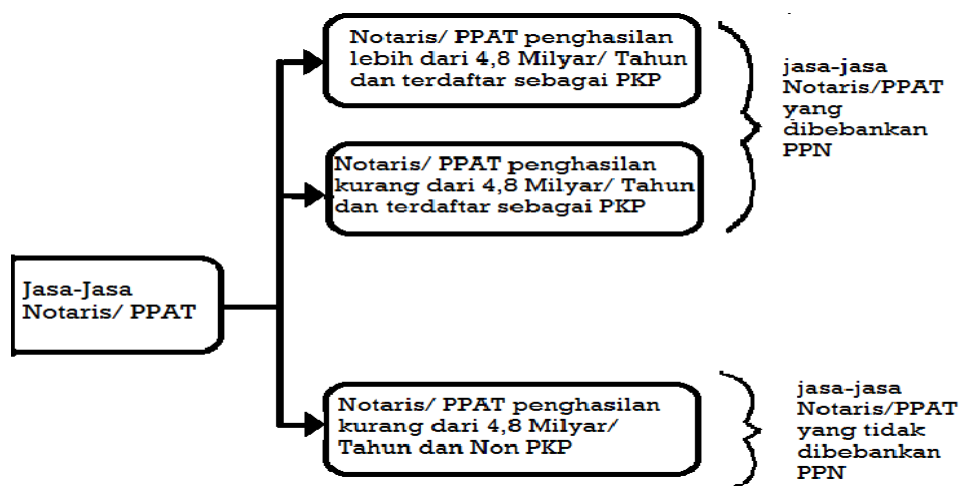 Notaris/ PPAT penghasilan
lebih dari 4,8 Milyar/ Tahun
dan terdaftar sebagai PKP
jasa-jasa
Notaris/PPAT
yang
dibebankan
PPN
Notaris/ PPAT penghasilan
kurang dari 4,8 Milyar/ Tahun
dan terdaftar sebagai PKP
Jasa-Jasa
Notaris/ PPAT
Notaris/ PPAT penghasilan
kurang dari 4,8 Milyar/
Tahun dan Non PKP
jasa-jasa
Notaris/PPAT
yang tidak
dibebankan
PPN